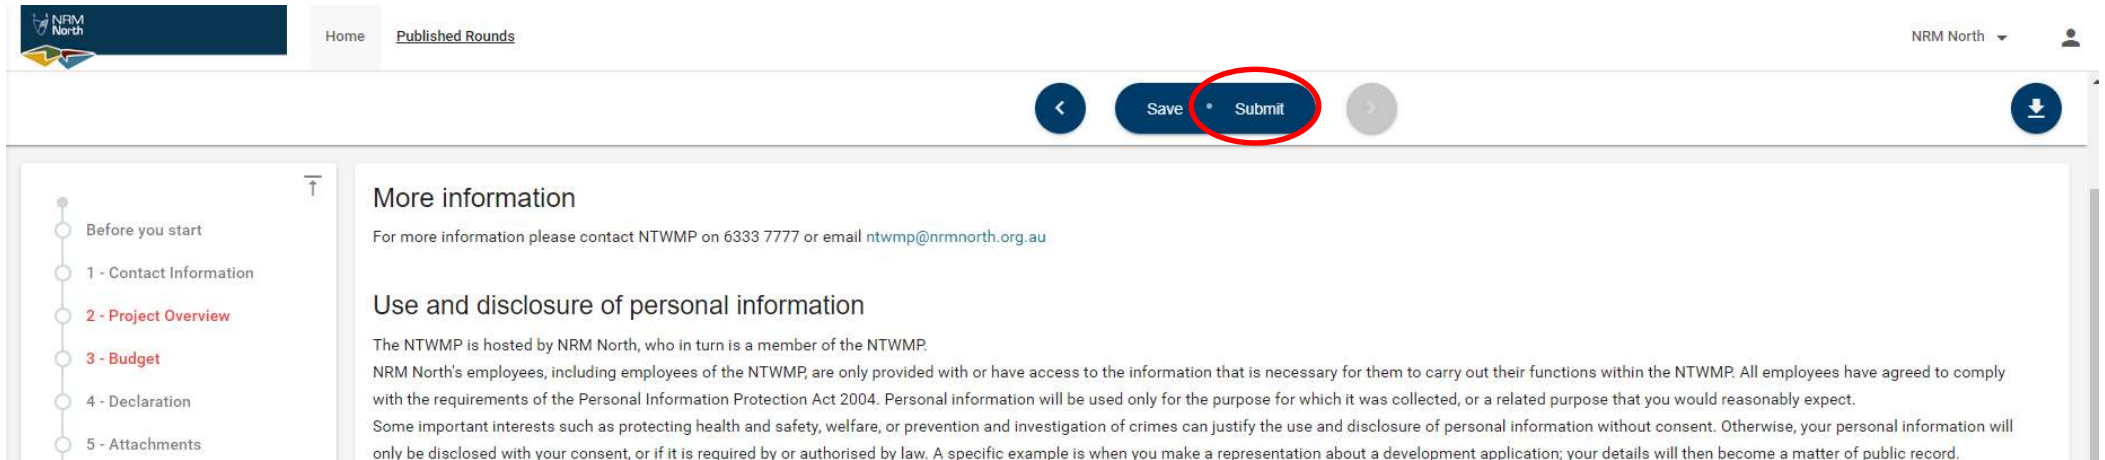 NRM
North
Home
Published Rounds
NRM North
Save • Submit
Before you start
1 - Contact Information
2 - Project Overview
3 - Budget
4 - Declaration
5 - Attachments
More information
For more information please contact NTWMP on 6333 7777 or email ntwmp@nrmnorth.org.au
Use and disclosure of personal information
The NTWMP is hosted by NRM North, who in turn is a member of the NTWMP.
NRM North's employees, including employees of the NTWMP, are only provided with or have access to the information that is necessary for them to carry out their functions within the NTWMP. All employees have agreed to comply
with the requirements of the Personal Information Protection Act 2004. Personal information will be used only for the purpose for which it was collected, or a related purpose that you would reasonably expect.
Some important interests such as protecting health and safety, welfare, or prevention and investigation of crimes can justify the use and disclosure of personal information without consent. Otherwise, your personal information will
only be disclosed with your consent, or if it is required by or authorised by law. A specific example is when you make a representation about a development application; your details will then become a matter of public record.